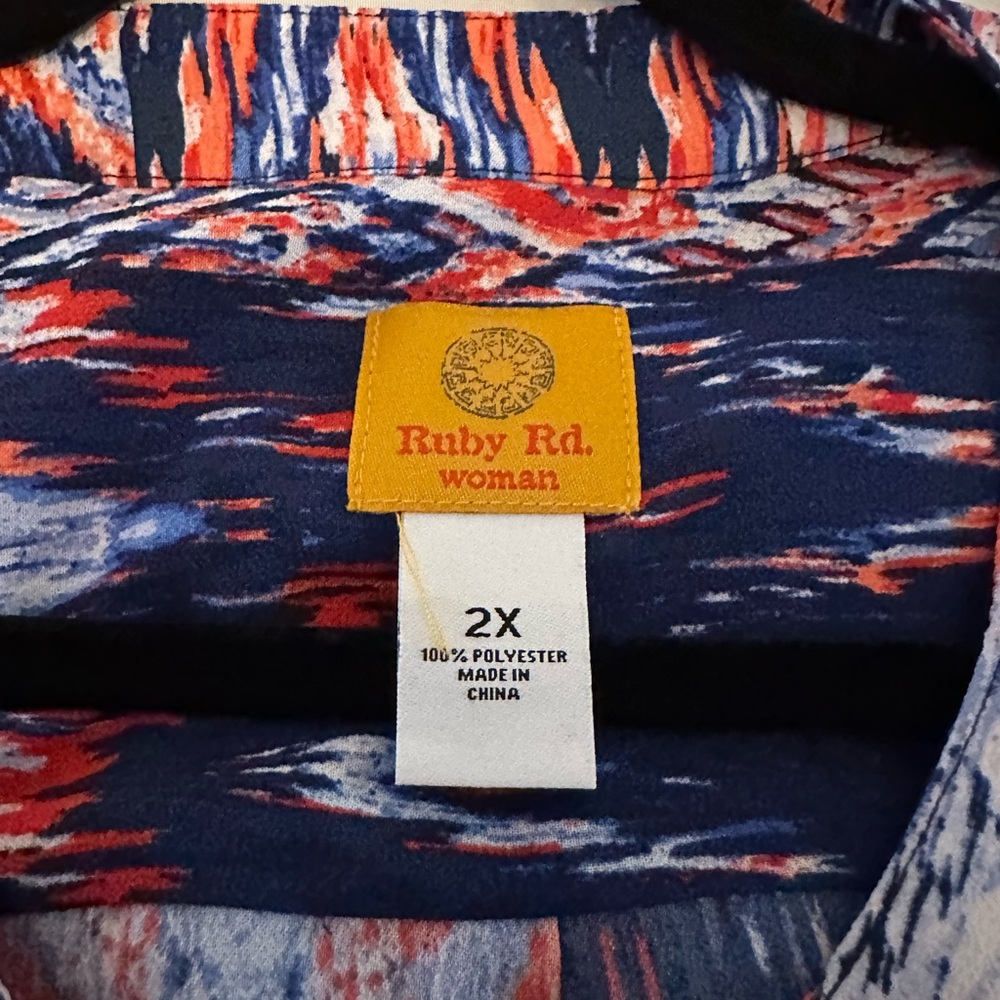 Ruby Rd.
woman
2X
100% POLYESTER
MADE IN
CHINA